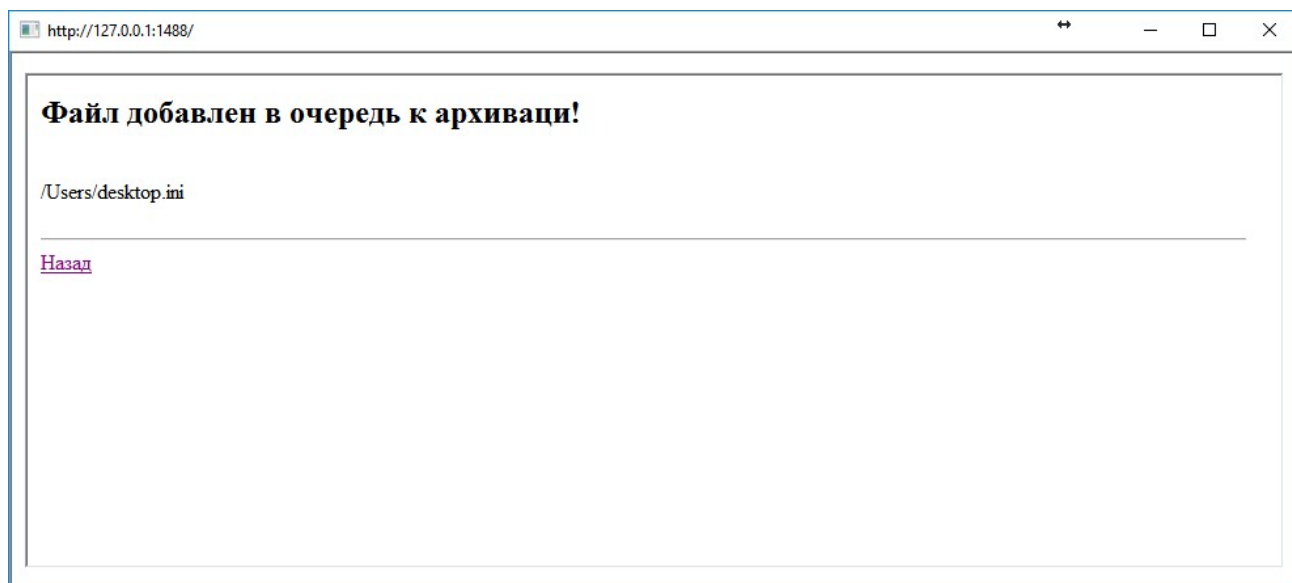 http://127.0.0.1:1488/
Файл добавлен в очередь к архиваци!
/Users/desktop.ini
Назад